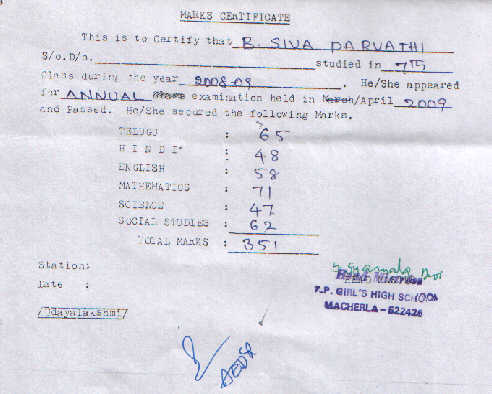 MARKS CERTIFICATE
This is to Certify that B. SIVA PARVATHI
S/o.D/o. studied in 7th
Class during the year 2008-09. He/She appeared
for ANNUAL examination held in March/April 2009
and Passed. He/She secured the following Marks.
TELUGU : 65
HINDI : 48
ENGLISH : 58
MATHEMATICS : 71
SCIENCE : 47
SOCIAL STUDIES : 62
TOTAL MARKS : 351
Station:
Date :
Z.P. GIRL'S HIGH SCHOOL
MACHERLA - 522426
/Udayalakshmi/